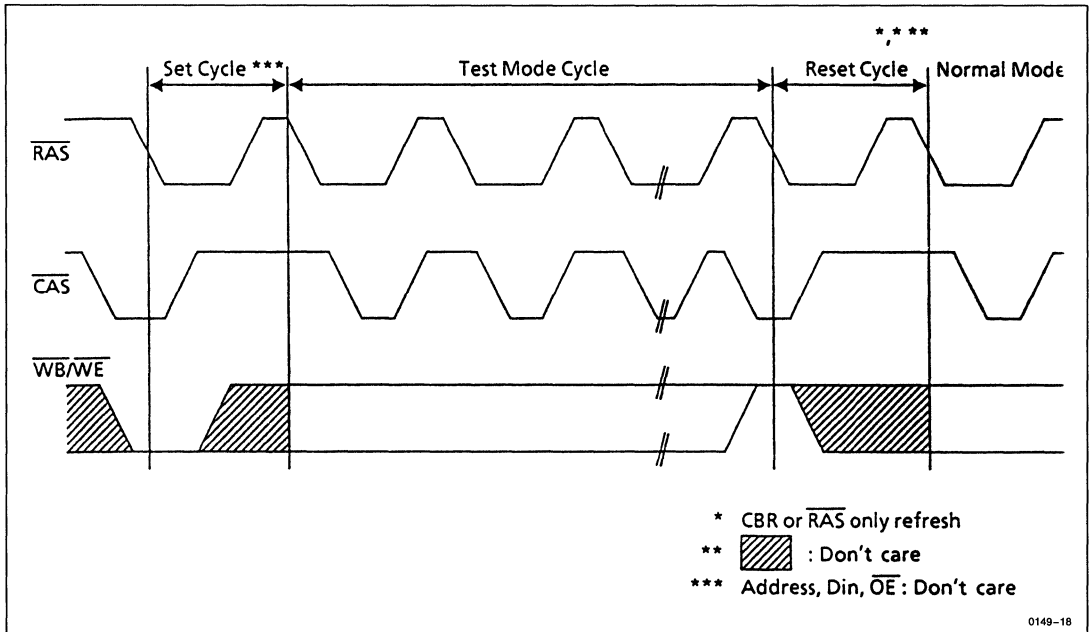 *,* **
Set Cycle *** Test Mode Cycle Reset Cycle Normal Mode
RAS
CAS
WB/WE
* CBR or RAS only refresh
** : Don't care
*** Address, Din, OE : Don't care
0149–18